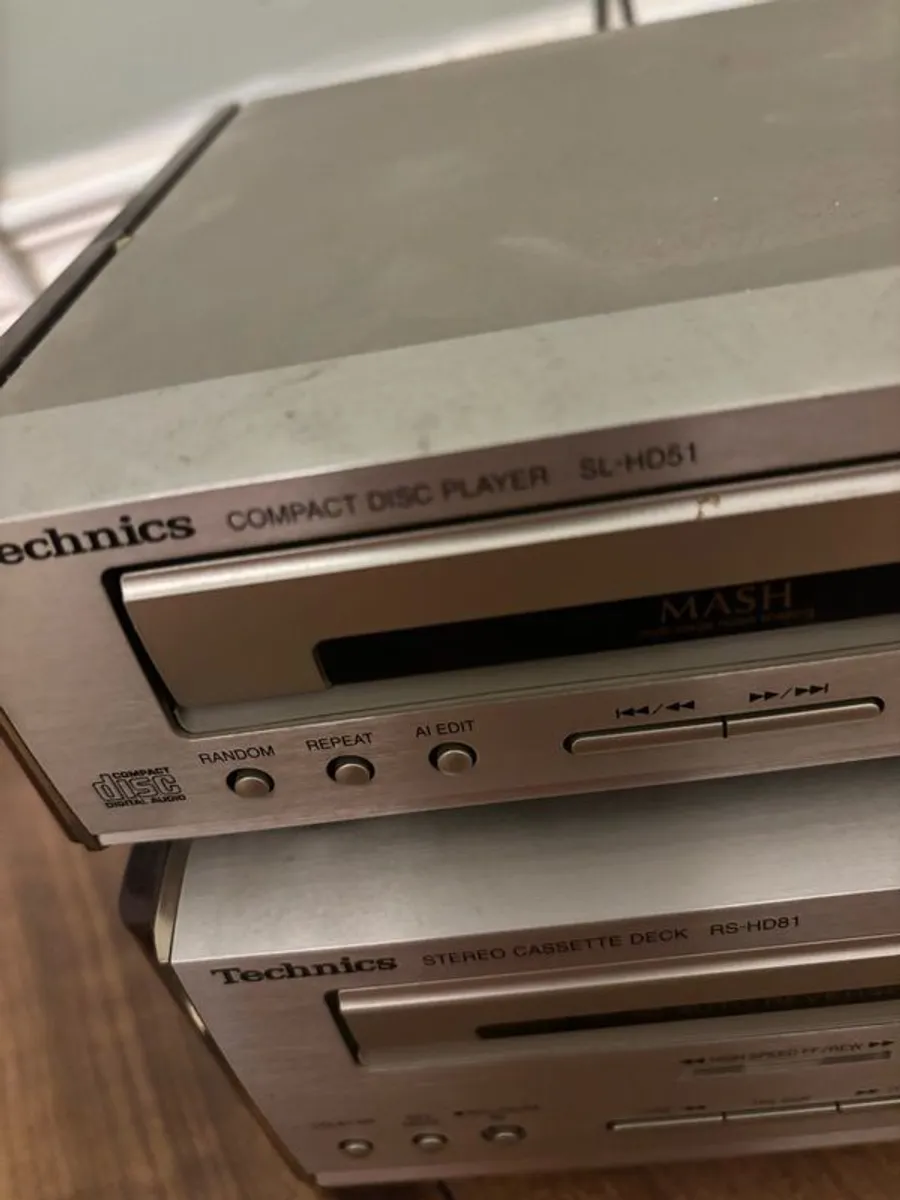 echnics COMPACT DISC PLAYER SL-HD51
MASH
RANDOM REPEAT AI EDIT
COMPACT
disc
DIGITAL AUDIO
Technics STEREO CASSETTE DECK RS-HD81
HIGH SPEED FF/REW